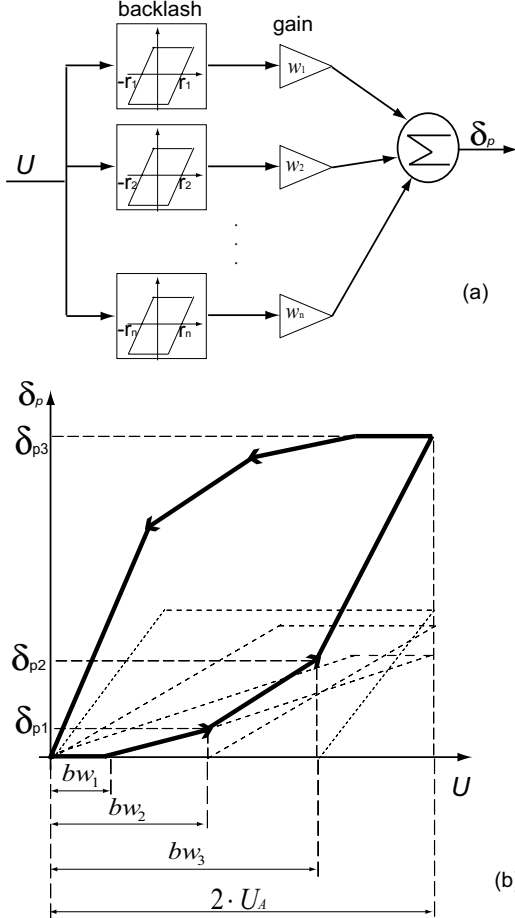 backlash
gain
-r₁ r₁
w₁
U
-r₂ r₂
w₂
Σ
δₚ
. . .
-rₙ rₙ
wₙ
(a)
δₚ
δₚ₃
δₚ₂
δₚ₁
bw₁
U
bw₂
bw₃
(b
2 · U_A